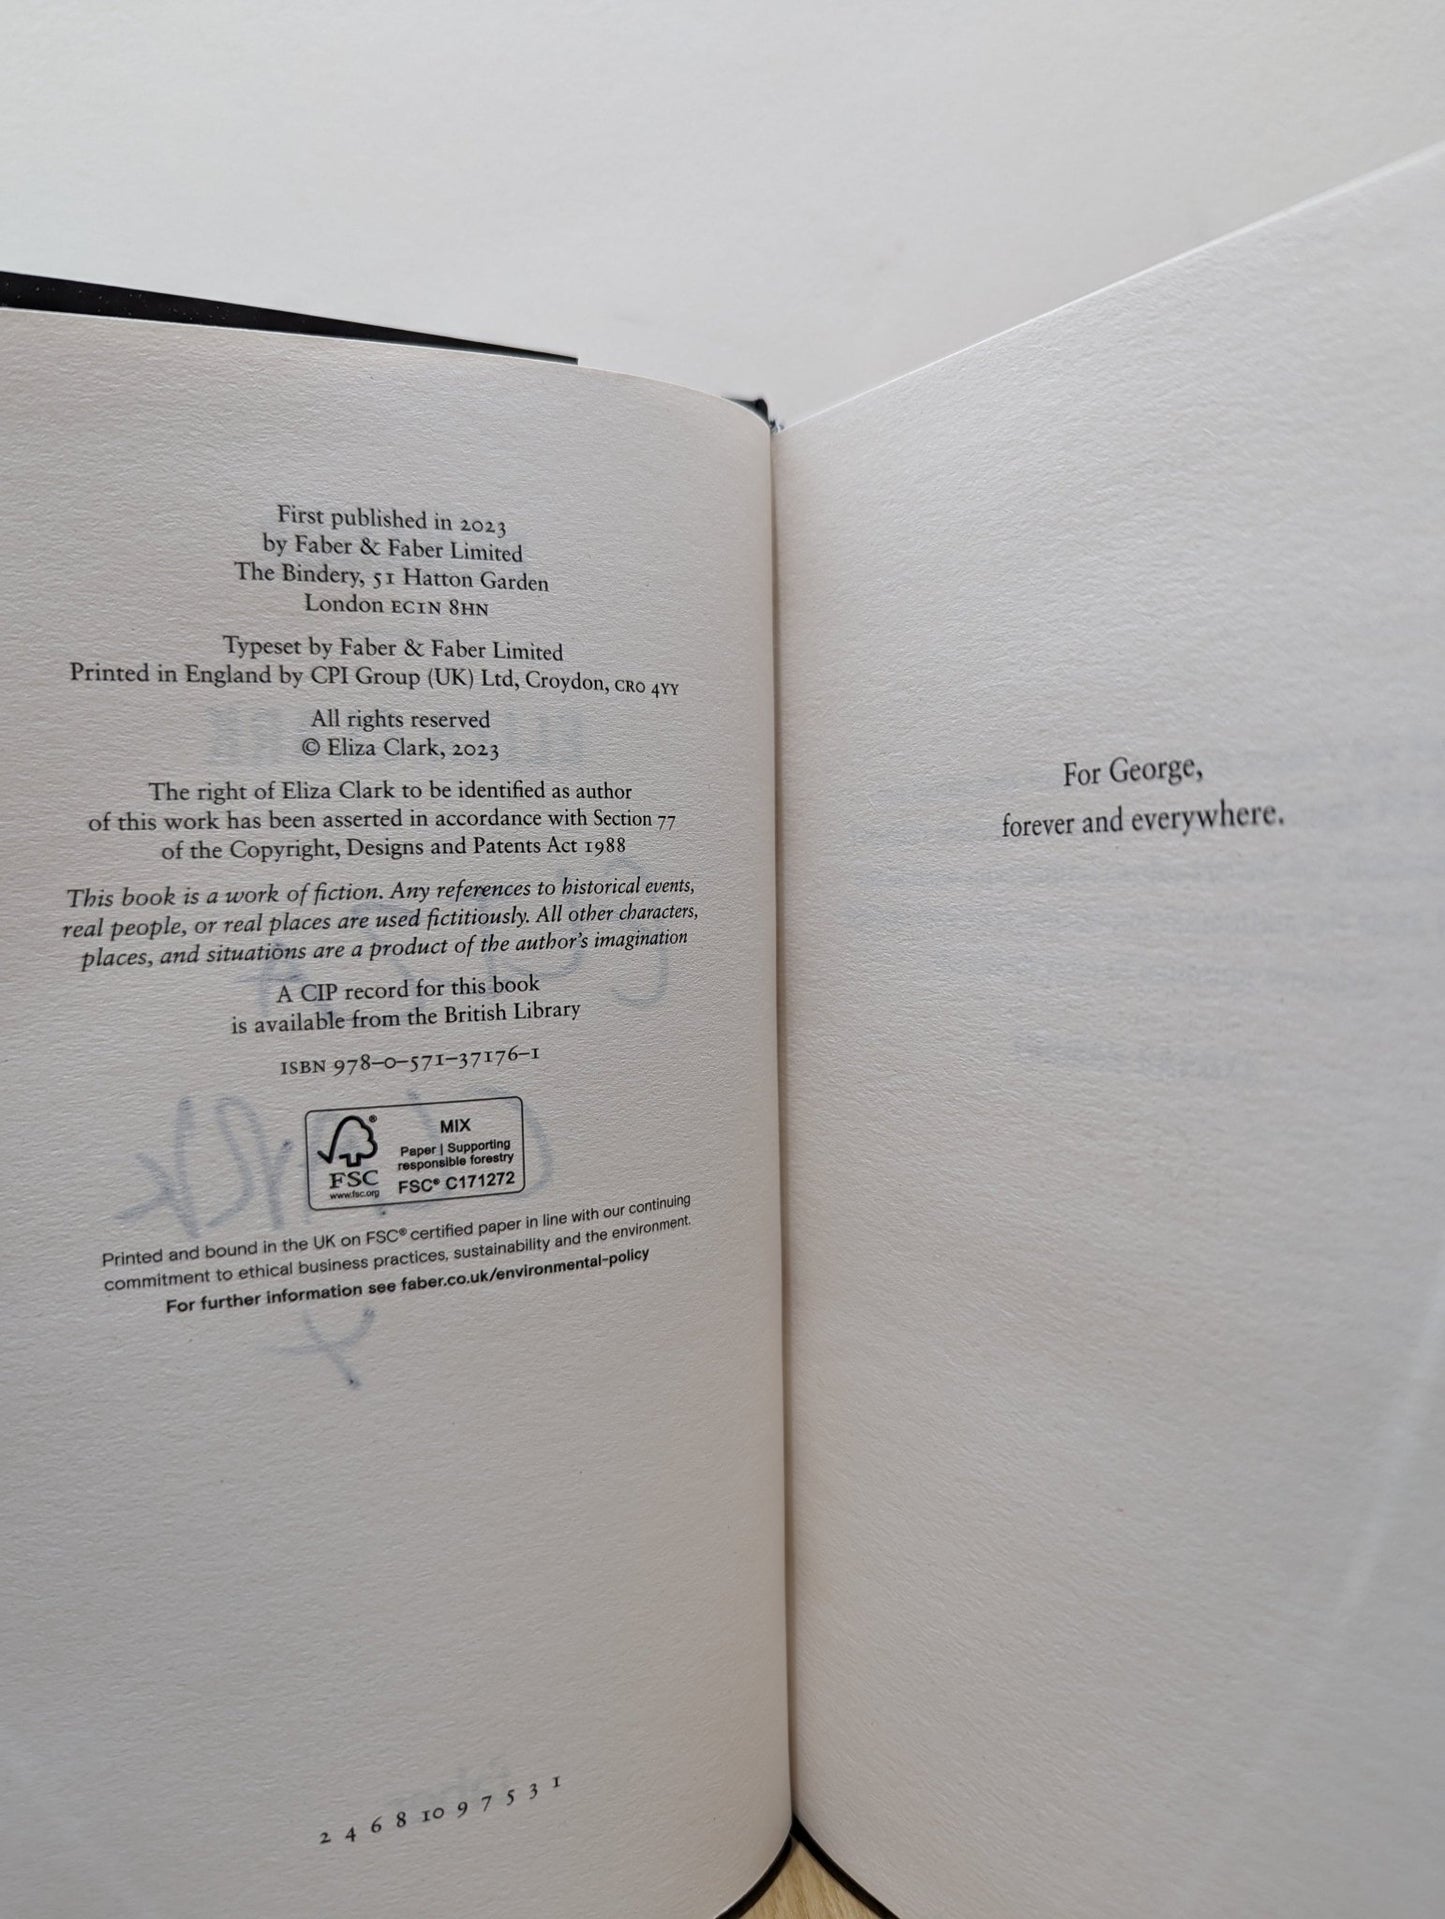 First published in 2023
by Faber & Faber Limited
The Bindery, 51 Hatton Garden
London EC1N 8HN
Typeset by Faber & Faber Limited
Printed in England by CPI Group (UK) Ltd, Croydon, CR0 4YY
All rights reserved
© Eliza Clark, 2023
The right of Eliza Clark to be identified as author
of this work has been asserted in accordance with Section 77
of the Copyright, Designs and Patents Act 1988
This book is a work of fiction. Any references to historical events,
real people, or real places are used fictitiously. All other characters,
places, and situations are a product of the author's imagination
A CIP record for this book
is available from the British Library
ISBN 978–0–571–37176–1
FSC®
www.fsc.org
MIX
Paper | Supporting
responsible forestry
FSC® C171272
Printed and bound in the UK on FSC® certified paper in line with our continuing
commitment to ethical business practices, sustainability and the environment.
For further information see faber.co.uk/environmental-policy
2 4 6 8 10 9 7 5 3 1
For George,
forever and everywhere.